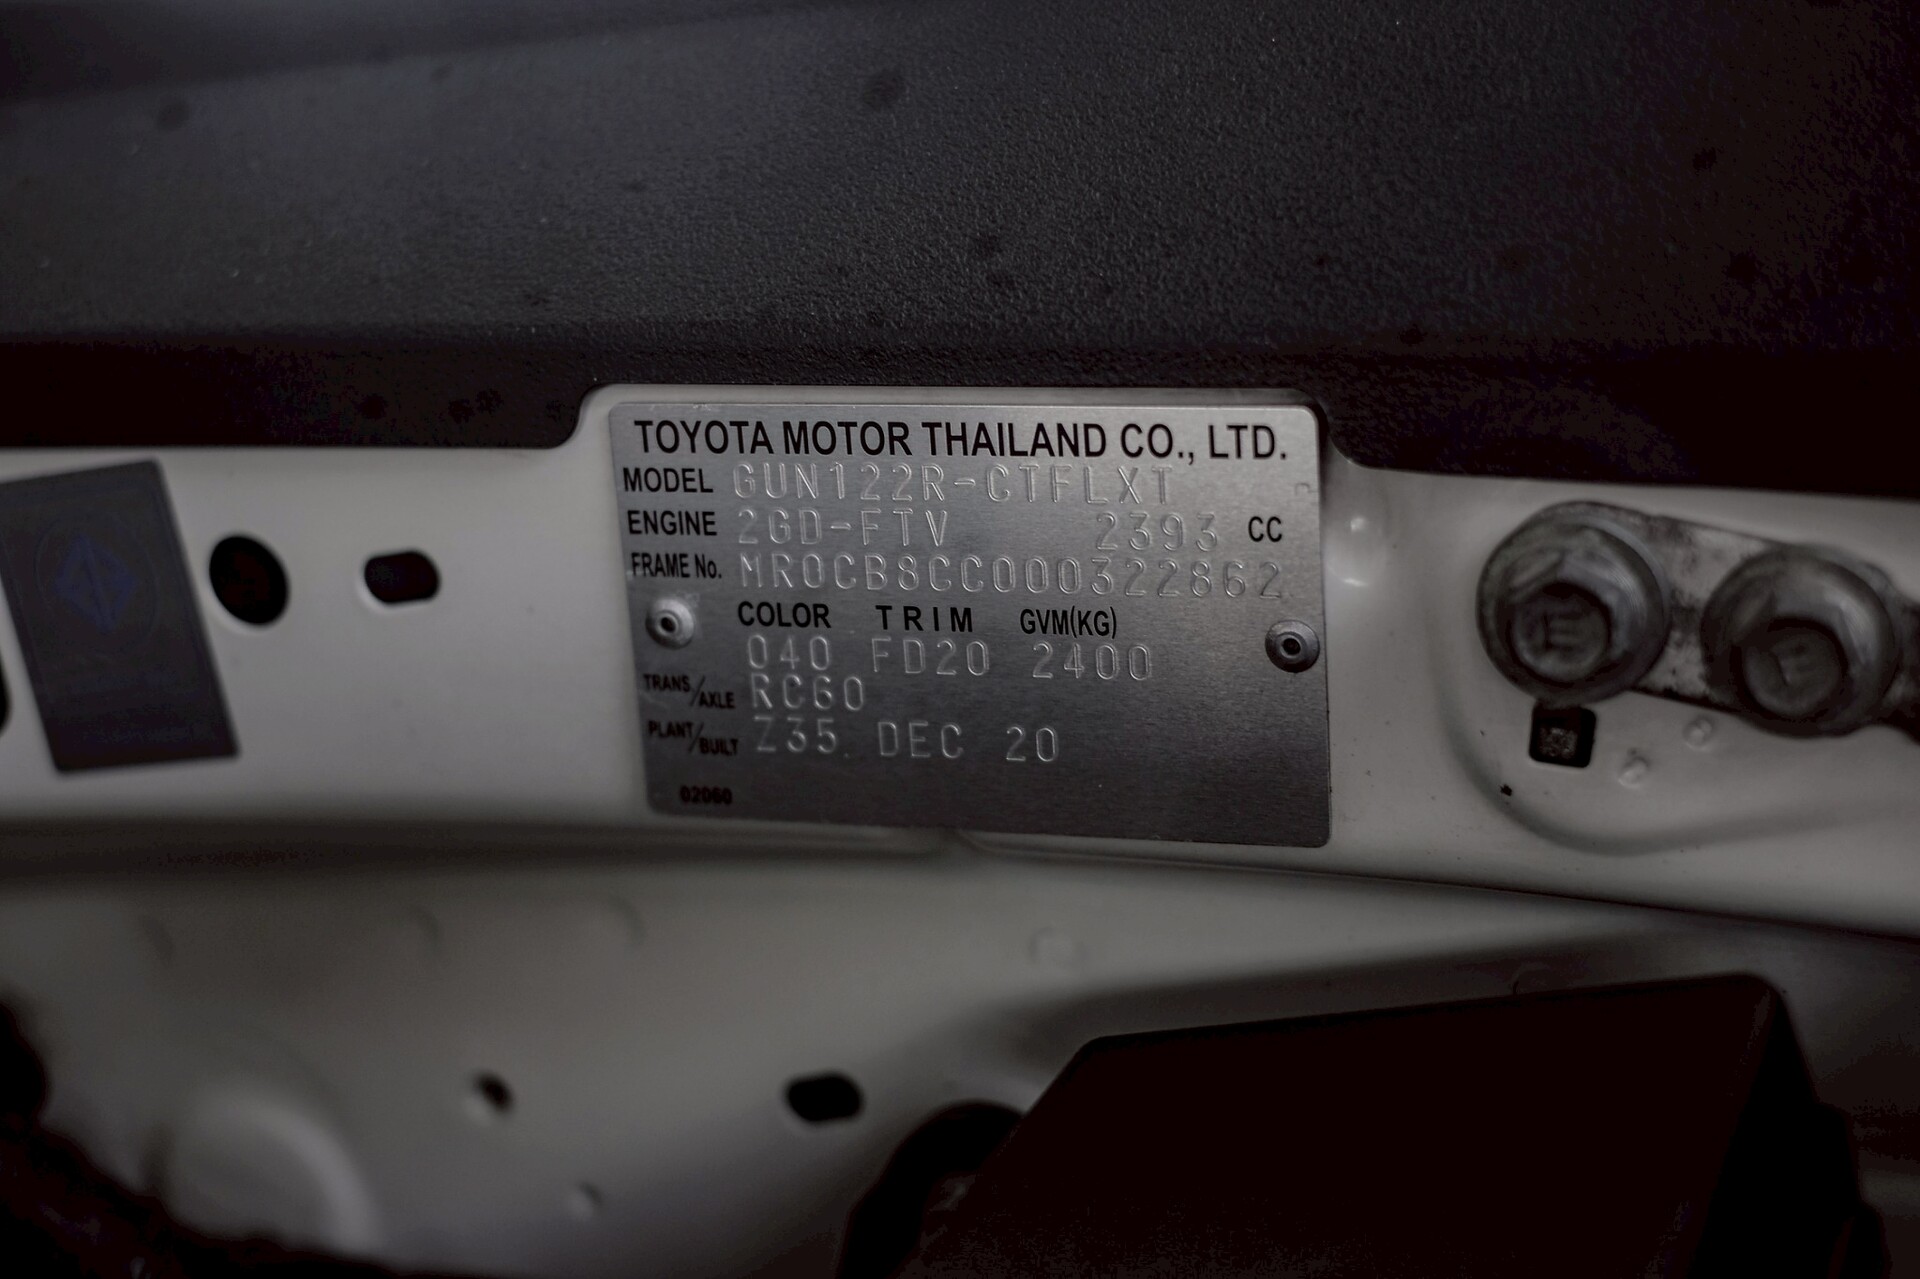 TOYOTA MOTOR THAILAND CO., LTD.
MODEL GUN122R-CTFLXT
ENGINE 2GD-FTV 2393 CC
FRAME No. MR0CB8CC000322862
COLOR TRIM GVM(KG)
040 FD20 2400
TRANS/AXLE RC60
PLANT/BUILT Z35 DEC 20
02060
E